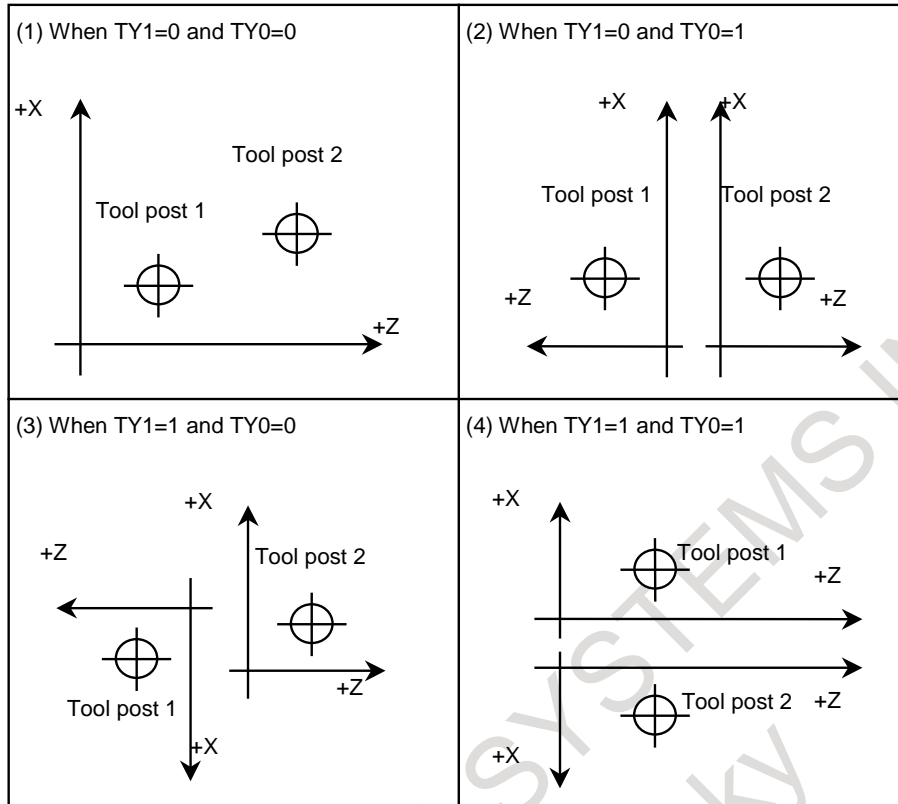 (1) When TY1=0 and TY0=0
+X
Tool post 2
Tool post 1
+Z
(2) When TY1=0 and TY0=1
+X
+X
Tool post 1
Tool post 2
+Z
+Z
(3) When TY1=1 and TY0=0
+X
Tool post 2
+Z
+Z
Tool post 1
+X
(4) When TY1=1 and TY0=1
+X
Tool post 1
+Z
Tool post 2
+Z
+X
SYSTEMS